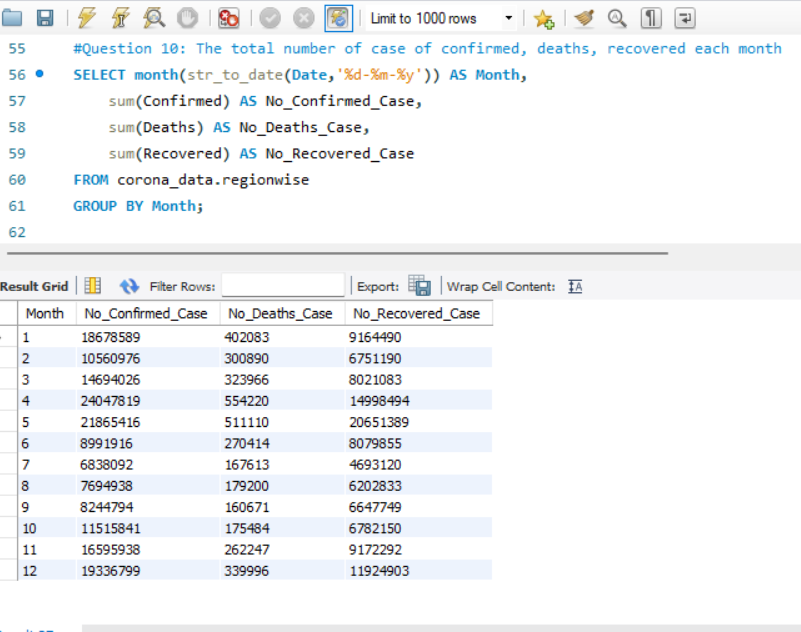 Limit to 1000 rows
55 #Question 10: The total number of case of confirmed, deaths, recovered each month
56 SELECT month(str_to_date(Date,'%d-%m-%y')) AS Month,
57 sum(Confirmed) AS No_Confirmed_Case,
58 sum(Deaths) AS No_Deaths_Case,
59 sum(Recovered) AS No_Recovered_Case
60 FROM corona_data.regionwise
61 GROUP BY Month;
62
Result Grid Filter Rows: Export: Wrap Cell Content: IA
Month No_Confirmed_Case No_Deaths_Case No_Recovered_Case
1 18678589 402083 9164490
2 10560976 300890 6751190
3 14694026 323966 8021083
4 24047819 554220 14998494
5 21865416 511110 20651389
6 8991916 270414 8079855
7 6838092 167613 4693120
8 7694938 179200 6202833
9 8244794 160671 6647749
10 11515841 175484 6782150
11 16595938 262247 9172292
12 19336799 339996 11924903